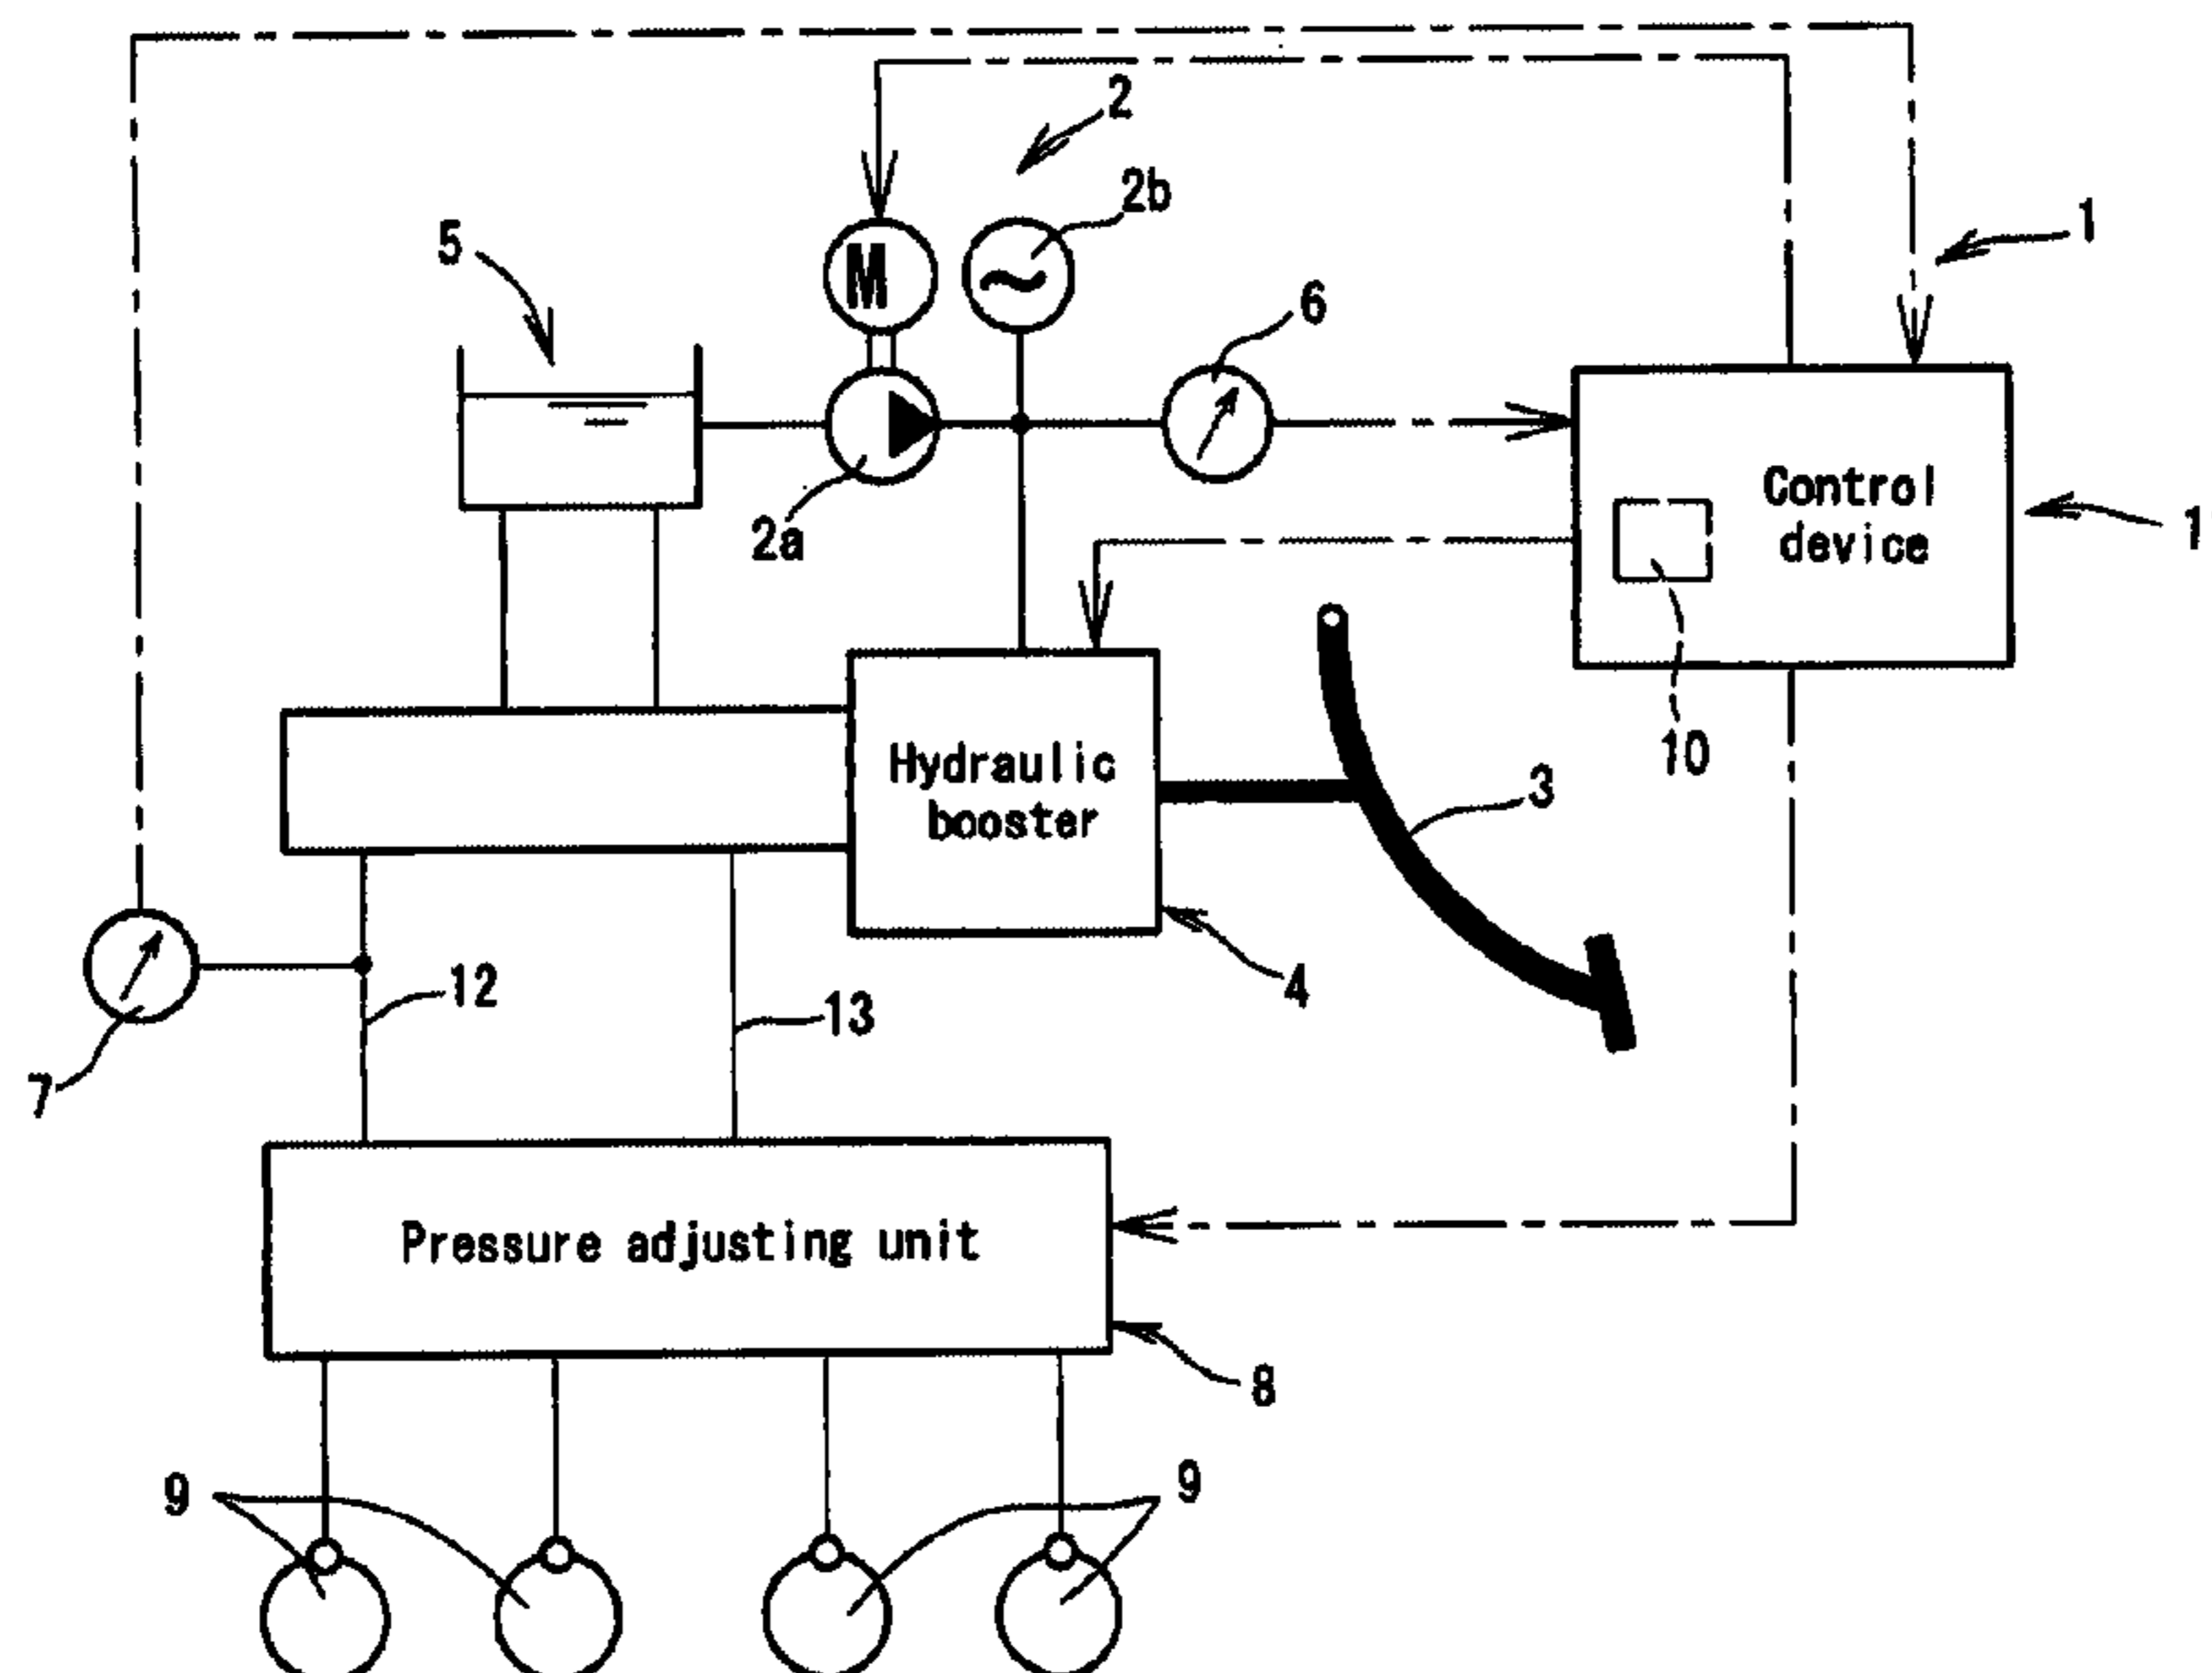 2
2b
1
5
M
6
Control
device
1
2a
10
Hydraulic
booster
3
12
4
13
7
Pressure adjusting unit
8
9
9